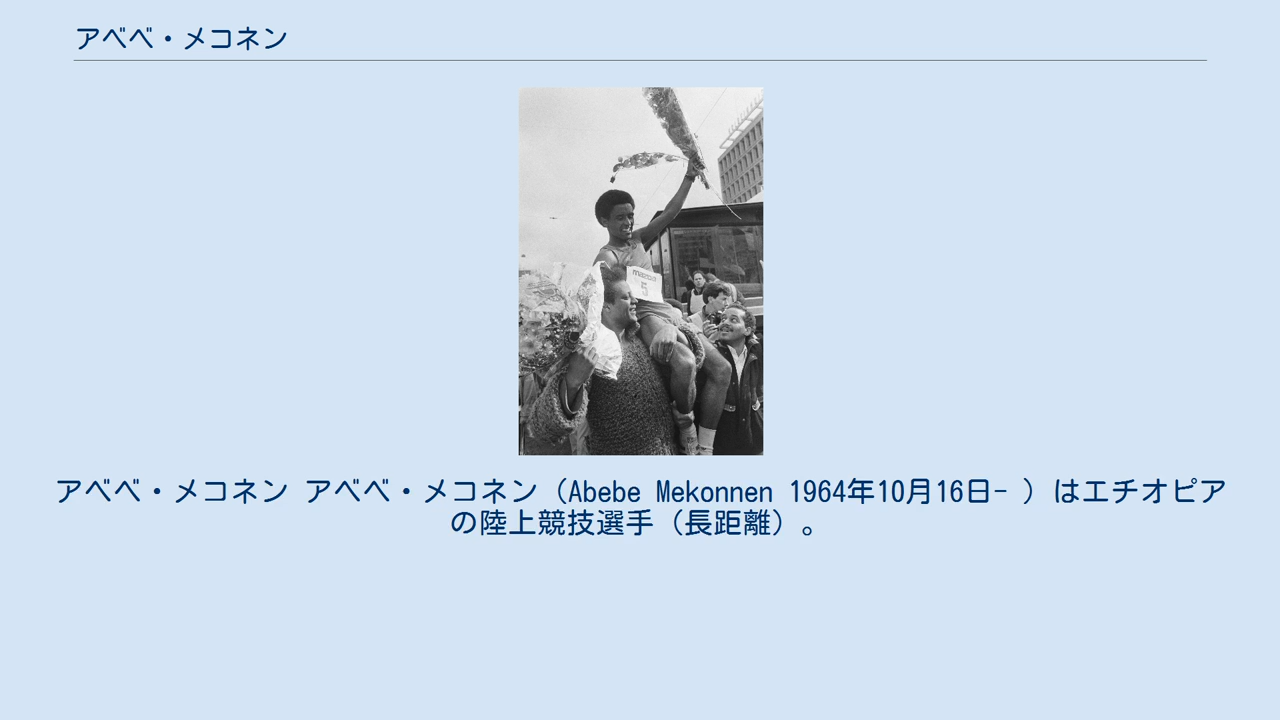 アベベ・メコネン
mazda
5
アベベ・メコネン アベベ・メコネン（Abebe Mekonnen 1964年10月16日- ）はエチオピア
の陸上競技選手（長距離）。